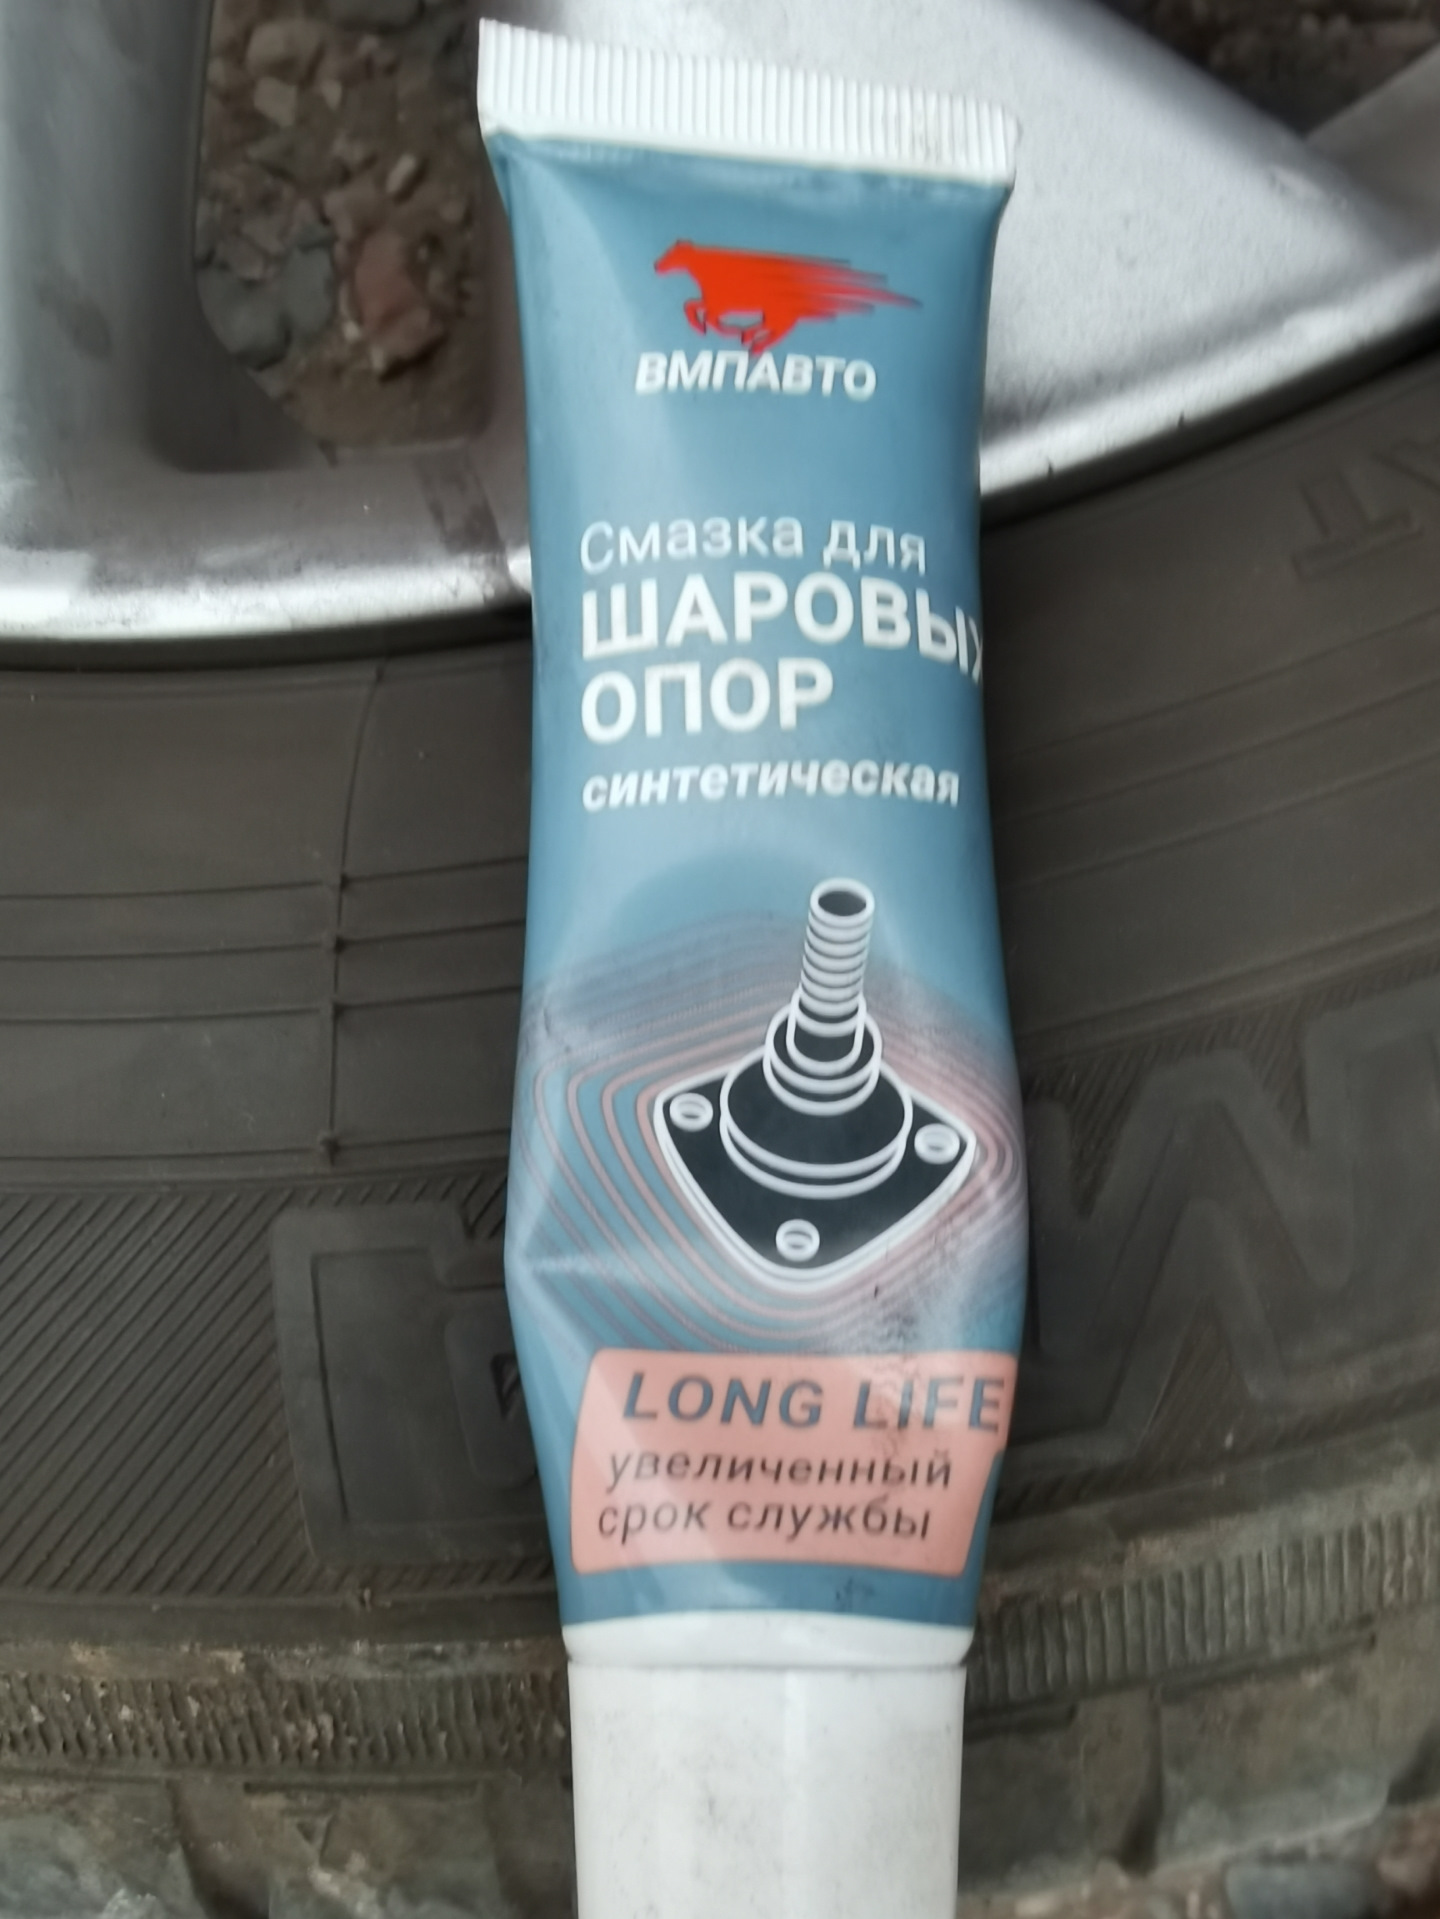 ВМПАВТО
Смазка для
ШАРОВЫХ
ОПОР
синтетическая
LONG LIFE
увеличенный
срок службы